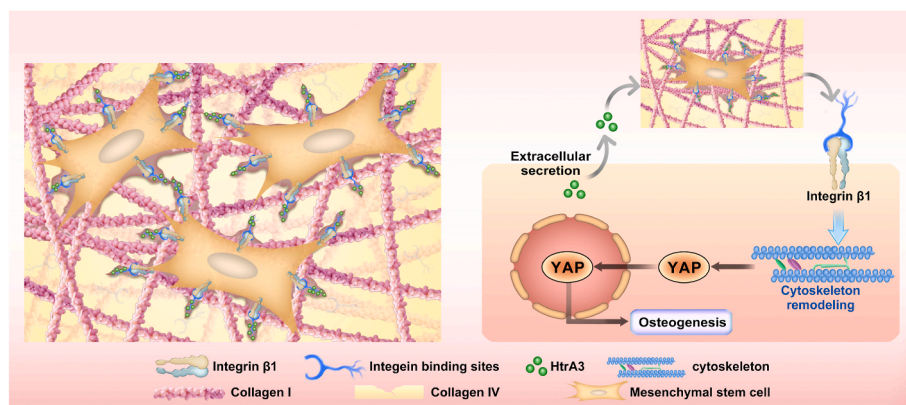 Extracellular
secretion
Integrin β1
YAP
YAP
Cytoskeleton
remodeling
Osteogenesis
Integrin β1
Integein binding sites
HtrA3
cytoskeleton
Collagen I
Collagen IV
Mesenchymal stem cell